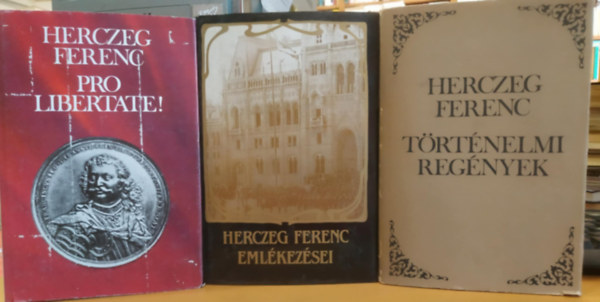 HERCZEG
FERENC
PRO
LIBERTATE!
HERCZEG FERENC
EMLÉKEZÉSEI
HERCZEG
FERENC
TÖRTÉNELMI
REGÉNYEK